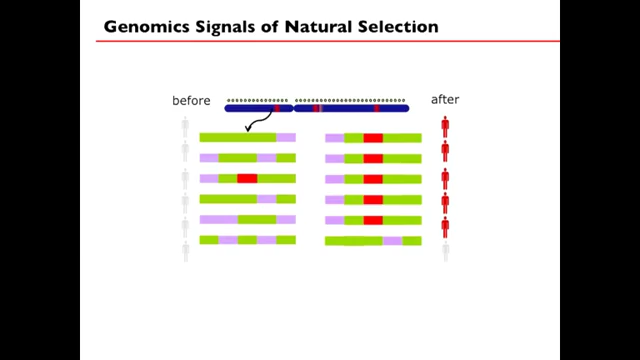 Genomics Signals of Natural Selection
before
after